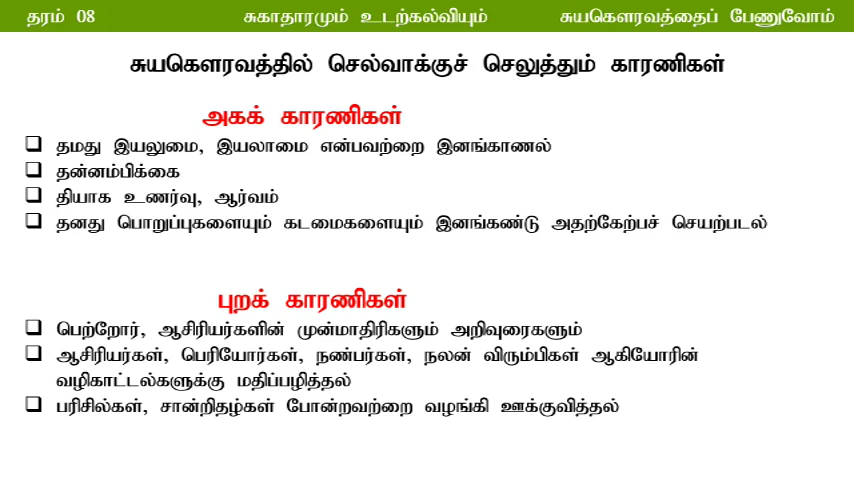 தரம் 08 சுகாதாரமும் உடற்கல்வியும் சுயகௌரவத்தைப் பேணுவோம்
சுயகௌரவத்தில் செல்வாக்குச் செலுத்தும் காரணிகள்
அகக் காரணிகள்
❑ தமது இயலுமை, இயலாமை என்பவற்றை இனங்காணல்
❑ தன்னம்பிக்கை
❑ தியாக உணர்வு, ஆர்வம்
❑ தனது பொறுப்புகளையும் கடமைகளையும் இனங்கண்டு அதற்கேற்பச் செயற்படல்
புறக் காரணிகள்
❑ பெற்றோர், ஆசிரியர்களின் முன்மாதிரிகளும் அறிவுரைகளும்
❑ ஆசிரியர்கள், பெரியோர்கள், நண்பர்கள், நலன் விரும்பிகள் ஆகியோரின்
வழிகாட்டல்களுக்கு மதிப்பழித்தல்
❑ பரிசில்கள், சான்றிதழ்கள் போன்றவற்றை வழங்கி ஊக்குவித்தல்